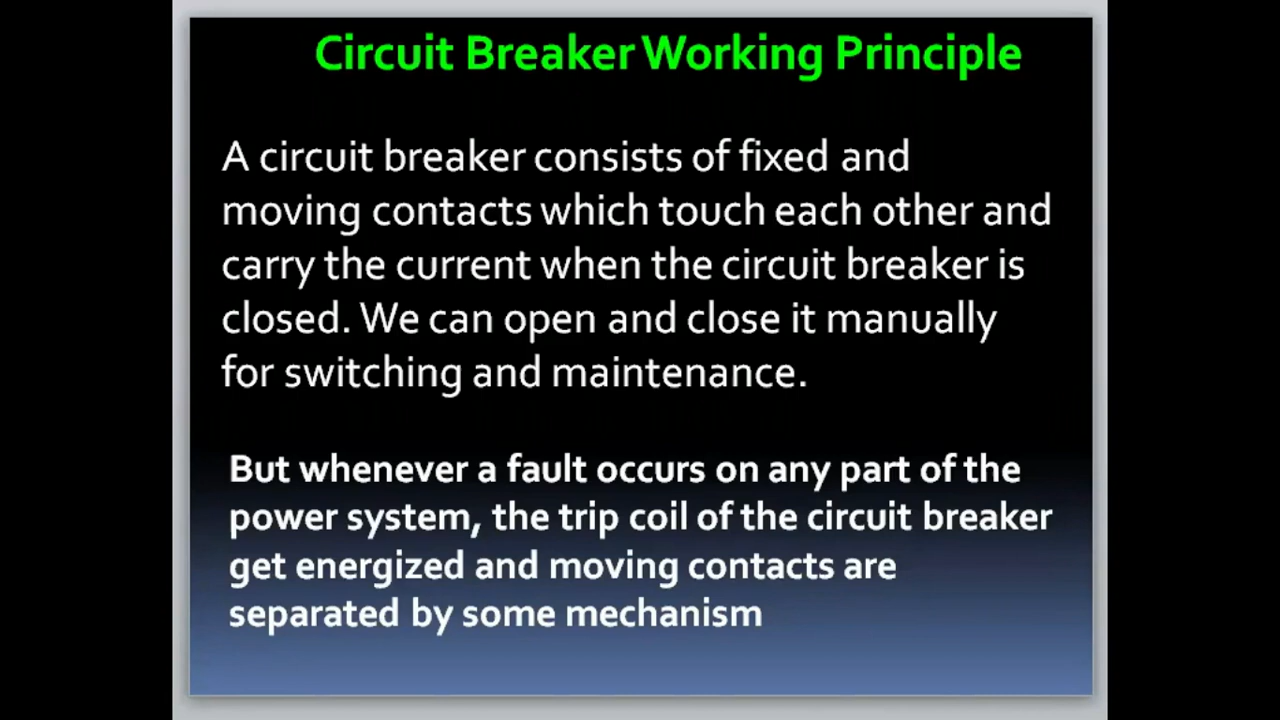 Circuit Breaker Working Principle
A circuit breaker consists of fixed and
moving contacts which touch each other and
carry the current when the circuit breaker is
closed. We can open and close it manually
for switching and maintenance.
But whenever a fault occurs on any part of the
power system, the trip coil of the circuit breaker
get energized and moving contacts are
separated by some mechanism